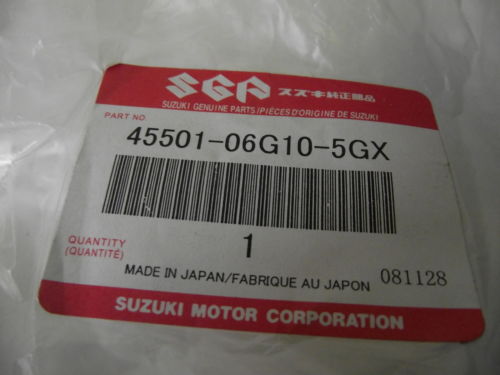 SGP スズキ純正部品
SUZUKI GENUINE PARTS/PIÈCES D'ORIGINE DE SUZUKI
PART NO.
45501-06G10-5GX
QUANTITY
(QUANTITÉ)
1
MADE IN JAPAN/FABRIQUE AU JAPON 081128
SUZUKI MOTOR CORPORATION